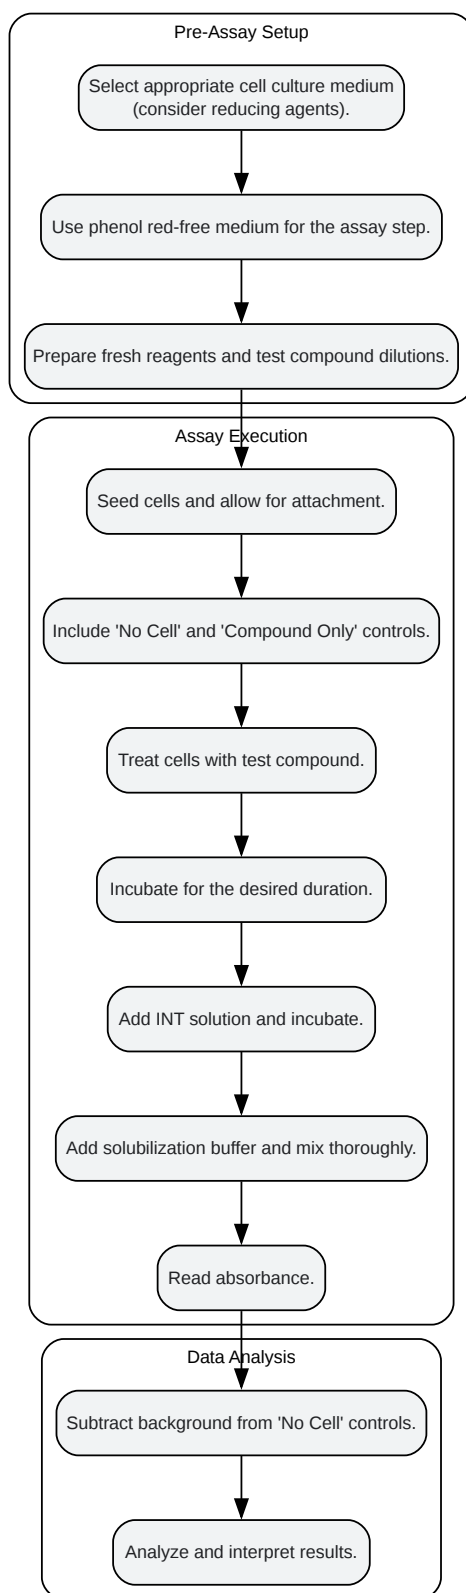 Pre-Assay Setup
Select appropriate cell culture medium
(consider reducing agents).
Use phenol red-free medium for the assay step.
Prepare fresh reagents and test compound dilutions.
Assay Execution
Seed cells and allow for attachment.
Include 'No Cell' and 'Compound Only' controls.
Treat cells with test compound.
Incubate for the desired duration.
Add INT solution and incubate.
Add solubilization buffer and mix thoroughly.
Read absorbance.
Data Analysis
Subtract background from 'No Cell' controls.
Analyze and interpret results.